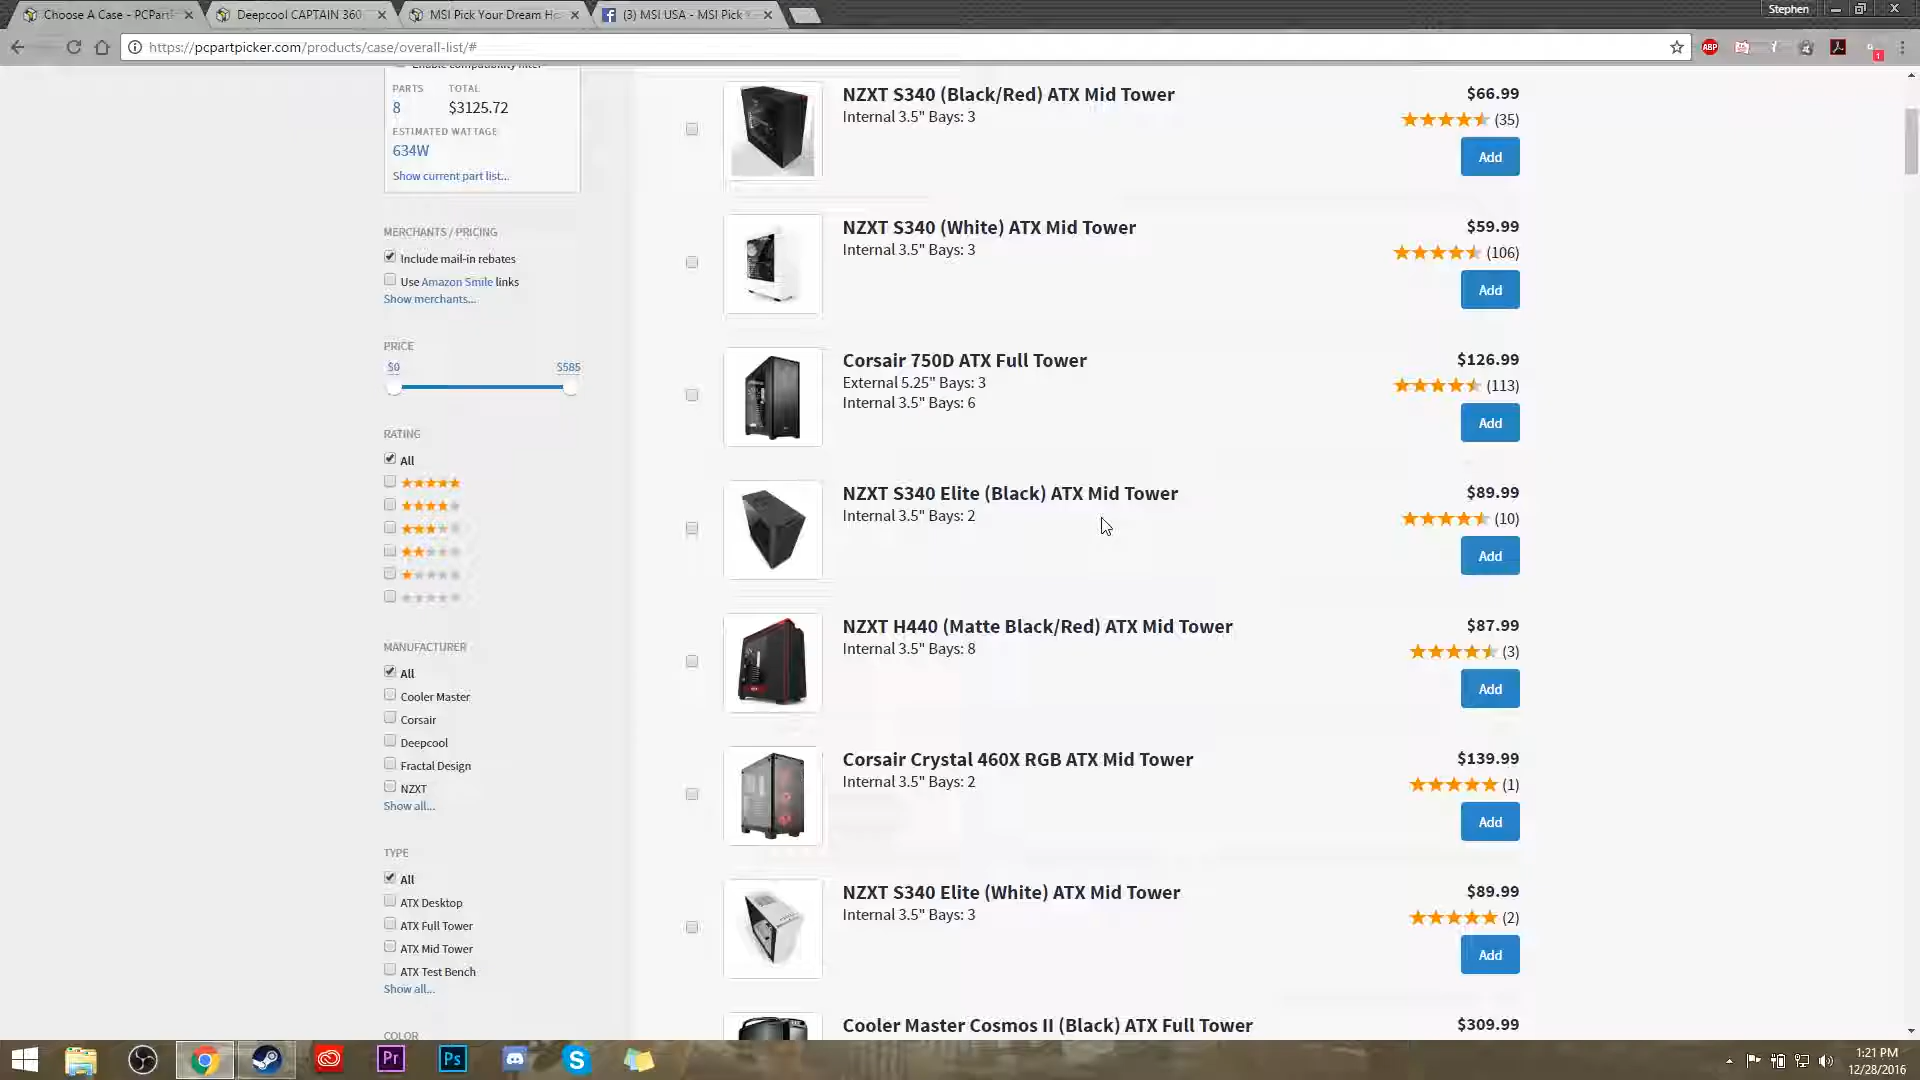 Choose A Case - PCPart
Deepcool CAPTAIN 360
MSI Pick Your Dream Ho
(3) MSI USA - MSI Pick
Stephen
https://pcpartpicker.com/products/case/overall-list/#
ABP
1
Enable compatibility filter
PARTS TOTAL
8 $3125.72
ESTIMATED WATTAGE
634W
Show current part list...
MERCHANTS / PRICING
Include mail-in rebates
Use Amazon Smile links
Show merchants...
PRICE
$0 $585
RATING
All
MANUFACTURER
All
Cooler Master
Corsair
Deepcool
Fractal Design
NZXT
Show all...
TYPE
All
ATX Desktop
ATX Full Tower
ATX Mid Tower
ATX Test Bench
Show all...
COLOR
NZXT S340 (Black/Red) ATX Mid Tower
Internal 3.5" Bays: 3
$66.99
(35)
Add
NZXT S340 (White) ATX Mid Tower
Internal 3.5" Bays: 3
$59.99
(106)
Add
Corsair 750D ATX Full Tower
External 5.25" Bays: 3
Internal 3.5" Bays: 6
$126.99
(113)
Add
NZXT S340 Elite (Black) ATX Mid Tower
Internal 3.5" Bays: 2
$89.99
(10)
Add
NZXT H440 (Matte Black/Red) ATX Mid Tower
Internal 3.5" Bays: 8
$87.99
(3)
Add
Corsair Crystal 460X RGB ATX Mid Tower
Internal 3.5" Bays: 2
$139.99
(1)
Add
NZXT S340 Elite (White) ATX Mid Tower
Internal 3.5" Bays: 3
$89.99
(2)
Add
Cooler Master Cosmos II (Black) ATX Full Tower
$309.99
Pr
Ps
1:21 PM
12/28/2016